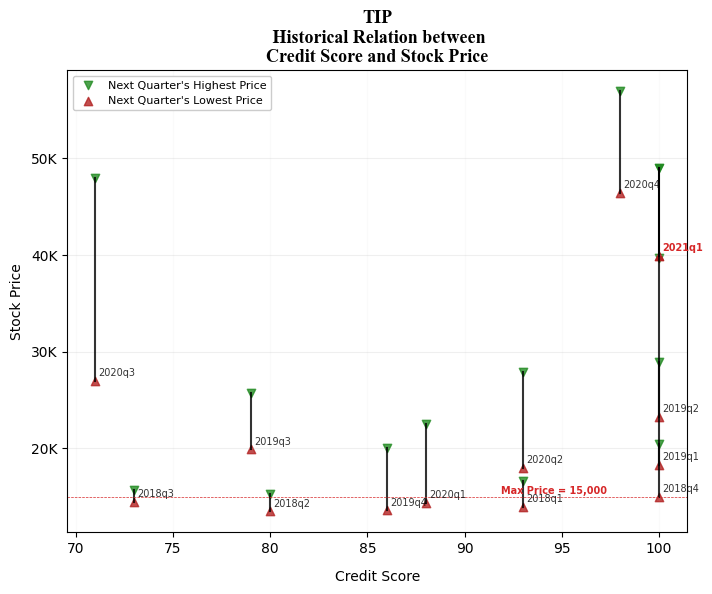 TIP
Historical Relation between
Credit Score and Stock Price
Next Quarter's Highest Price
Next Quarter's Lowest Price
50K
40K
30K
20K
Stock Price
2020q4
2021q1
2020q3
2019q2
2019q3
2019q1
2020q2
Max Price = 15,000
2018q4
2018q3
2020q1
2018q1
2019q4
2018q2
70
75
80
85
90
95
100
Credit Score